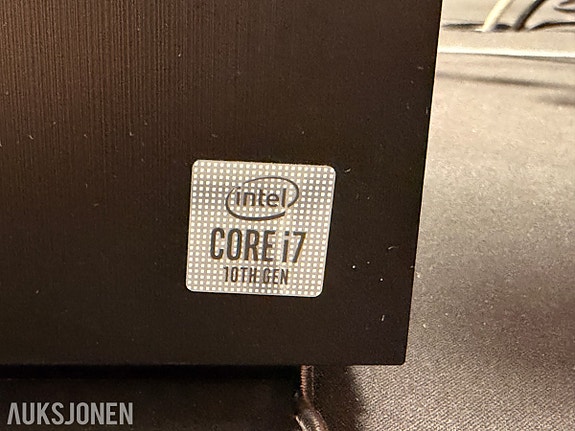 intel
CORE i7
10TH GEN
AUKSJONEN